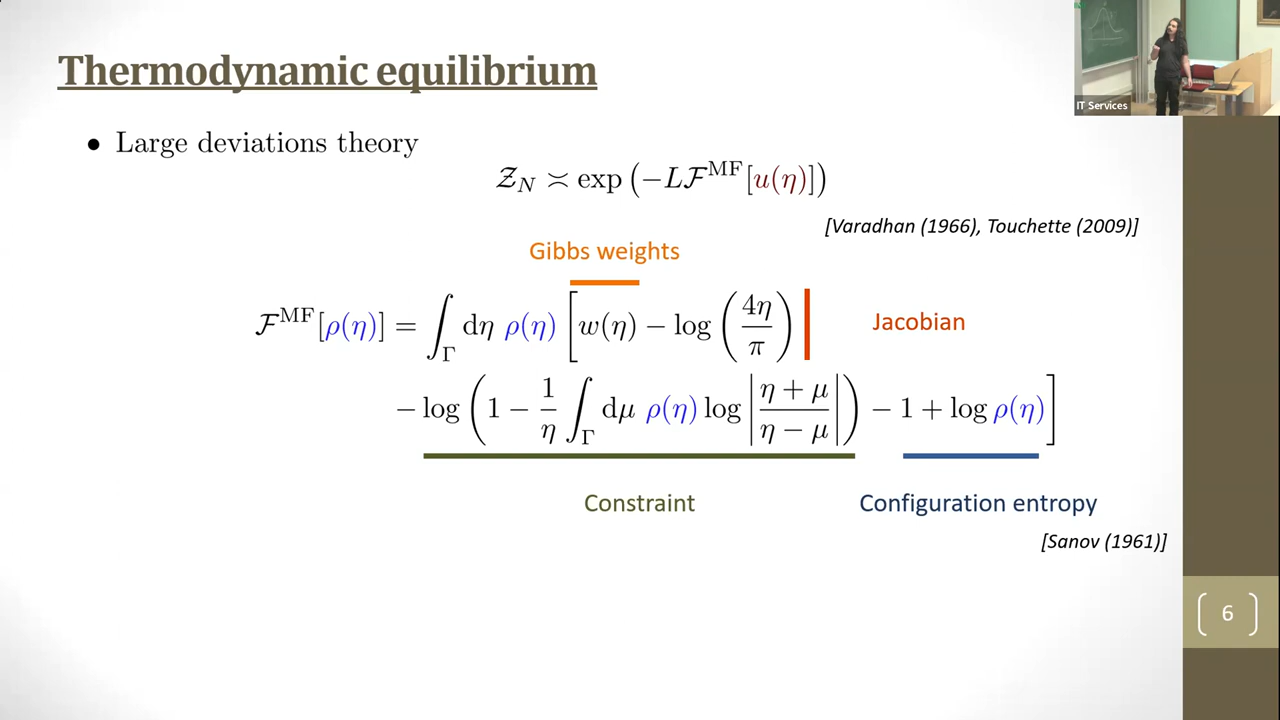 Thermodynamic equilibrium
IT Services
• Large deviations theory
𝒵_N ≍ exp (−Lℱ^MF[u(η)])
[Varadhan (1966), Touchette (2009)]
Gibbs weights
ℱ^MF[ρ(η)] = ∫_Γ dη ρ(η) [w(η) − log (4η/π)
Jacobian
− log (1 − 1/η ∫_Γ dμ ρ(η) log |(η + μ)/(η − μ)|) − 1 + log ρ(η)]
Constraint
Configuration entropy
[Sanov (1961)]
6